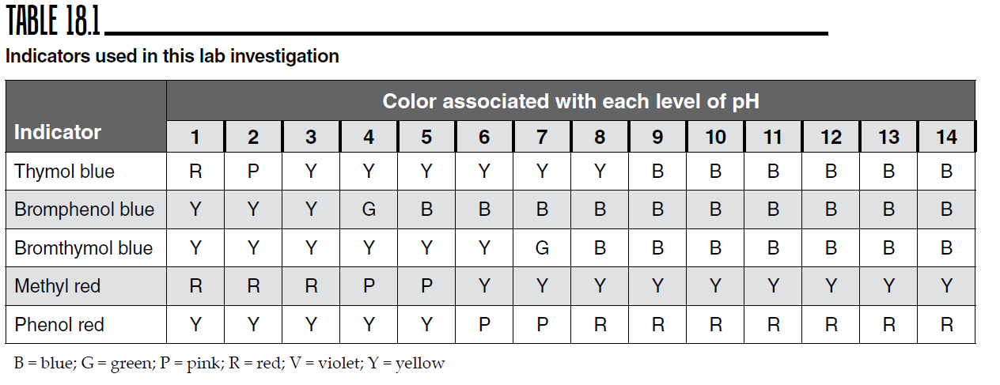 TABLE 18.1
Indicators used in this lab investigation
Color associated with each level of pH
Indicator 1 2 3 4 5 6 7 8 9 10 11 12 13 14
Thymol blue R P Y Y Y Y Y Y B B B B B B
Bromphenol blue Y Y Y G B B B B B B B B B B
Bromthymol blue Y Y Y Y Y Y G B B B B B B B
Methyl red R R R P P Y Y Y Y Y Y Y Y Y
Phenol red Y Y Y Y Y P P R R R R R R R
B = blue; G = green; P = pink; R = red; V = violet; Y = yellow